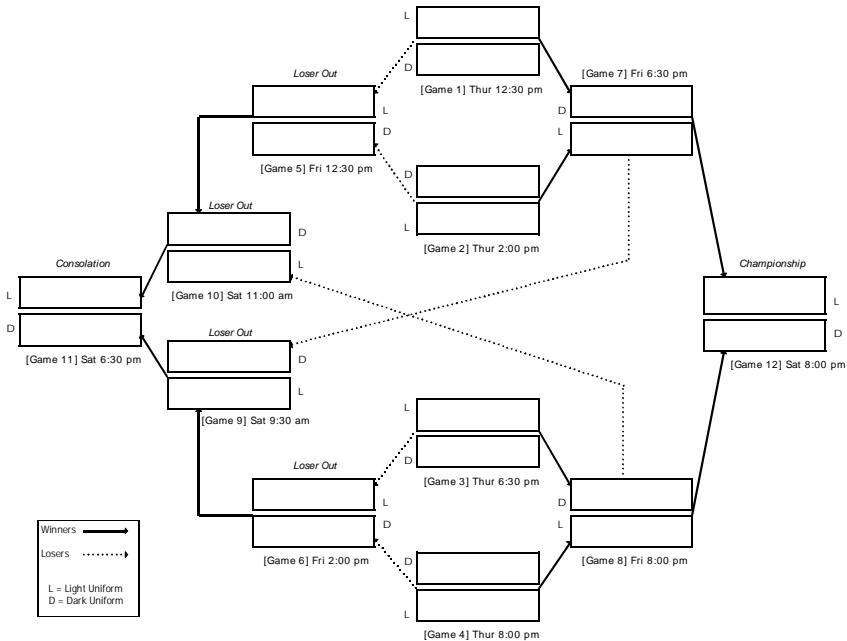 L
D
[Game 1] Thur 12:30 pm
Loser Out
L
D
[Game 5] Fri 12:30 pm
[Game 7] Fri 6:30 pm
D
L
D
L
[Game 2] Thur 2:00 pm
Loser Out
D
L
[Game 10] Sat 11:00 am
Consolation
L
D
[Game 11] Sat 6:30 pm
Loser Out
D
L
[Game 9] Sat 9:30 am
Championship
L
D
[Game 12] Sat 8:00 pm
L
D
[Game 3] Thur 6:30 pm
Loser Out
L
D
[Game 6] Fri 2:00 pm
D
L
[Game 8] Fri 8:00 pm
D
L
[Game 4] Thur 8:00 pm
Winners
Losers
L = Light Uniform
D = Dark Uniform